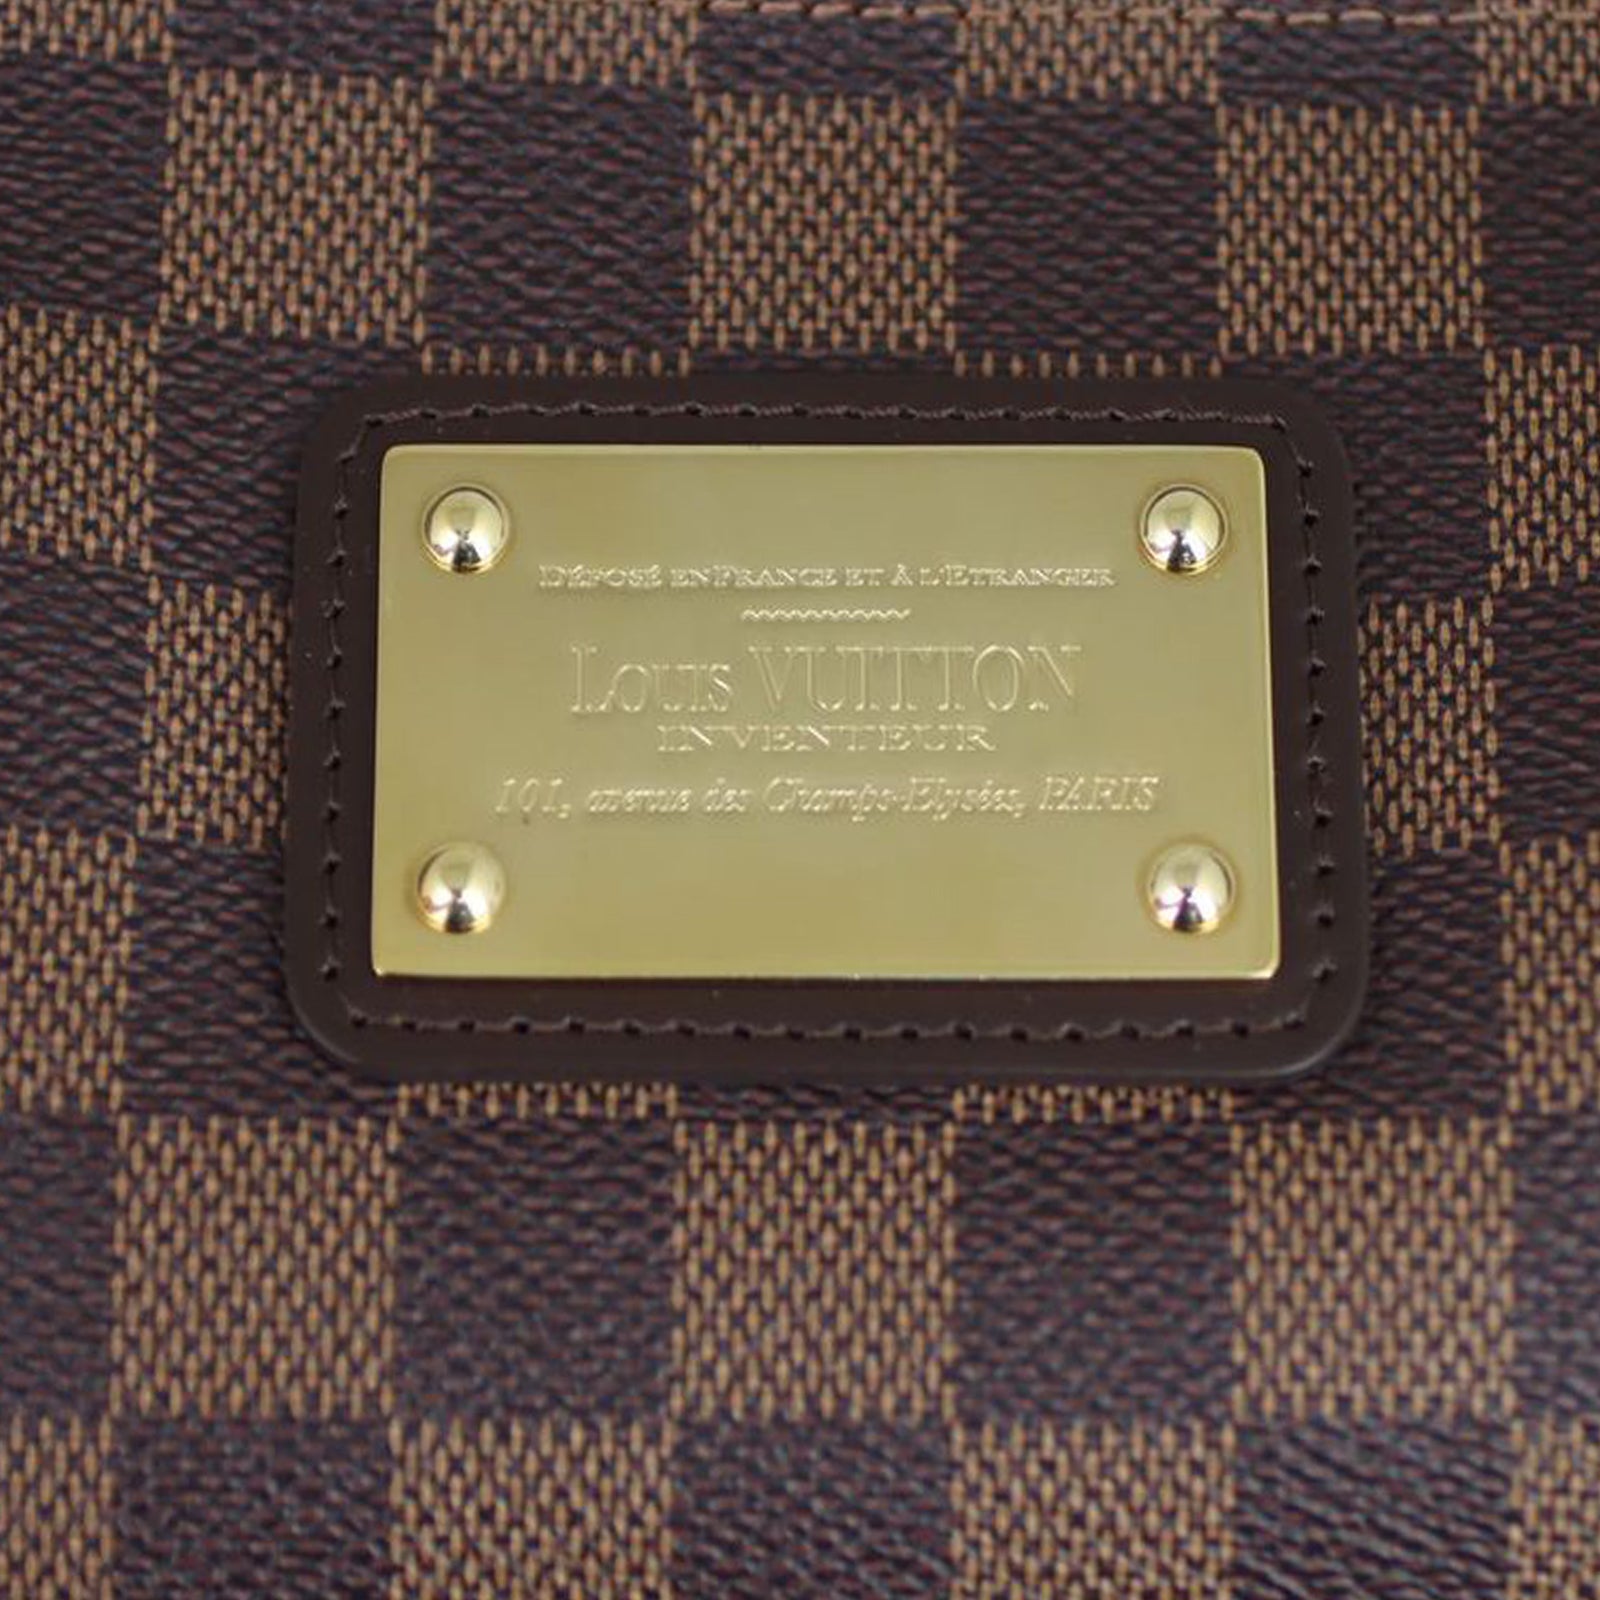 DÉPOSÉ EN FRANCE ET À L'ETRANGER
LOUIS VUITTON
INVENTEUR
101, avenue des Champs-Elysées, PARIS